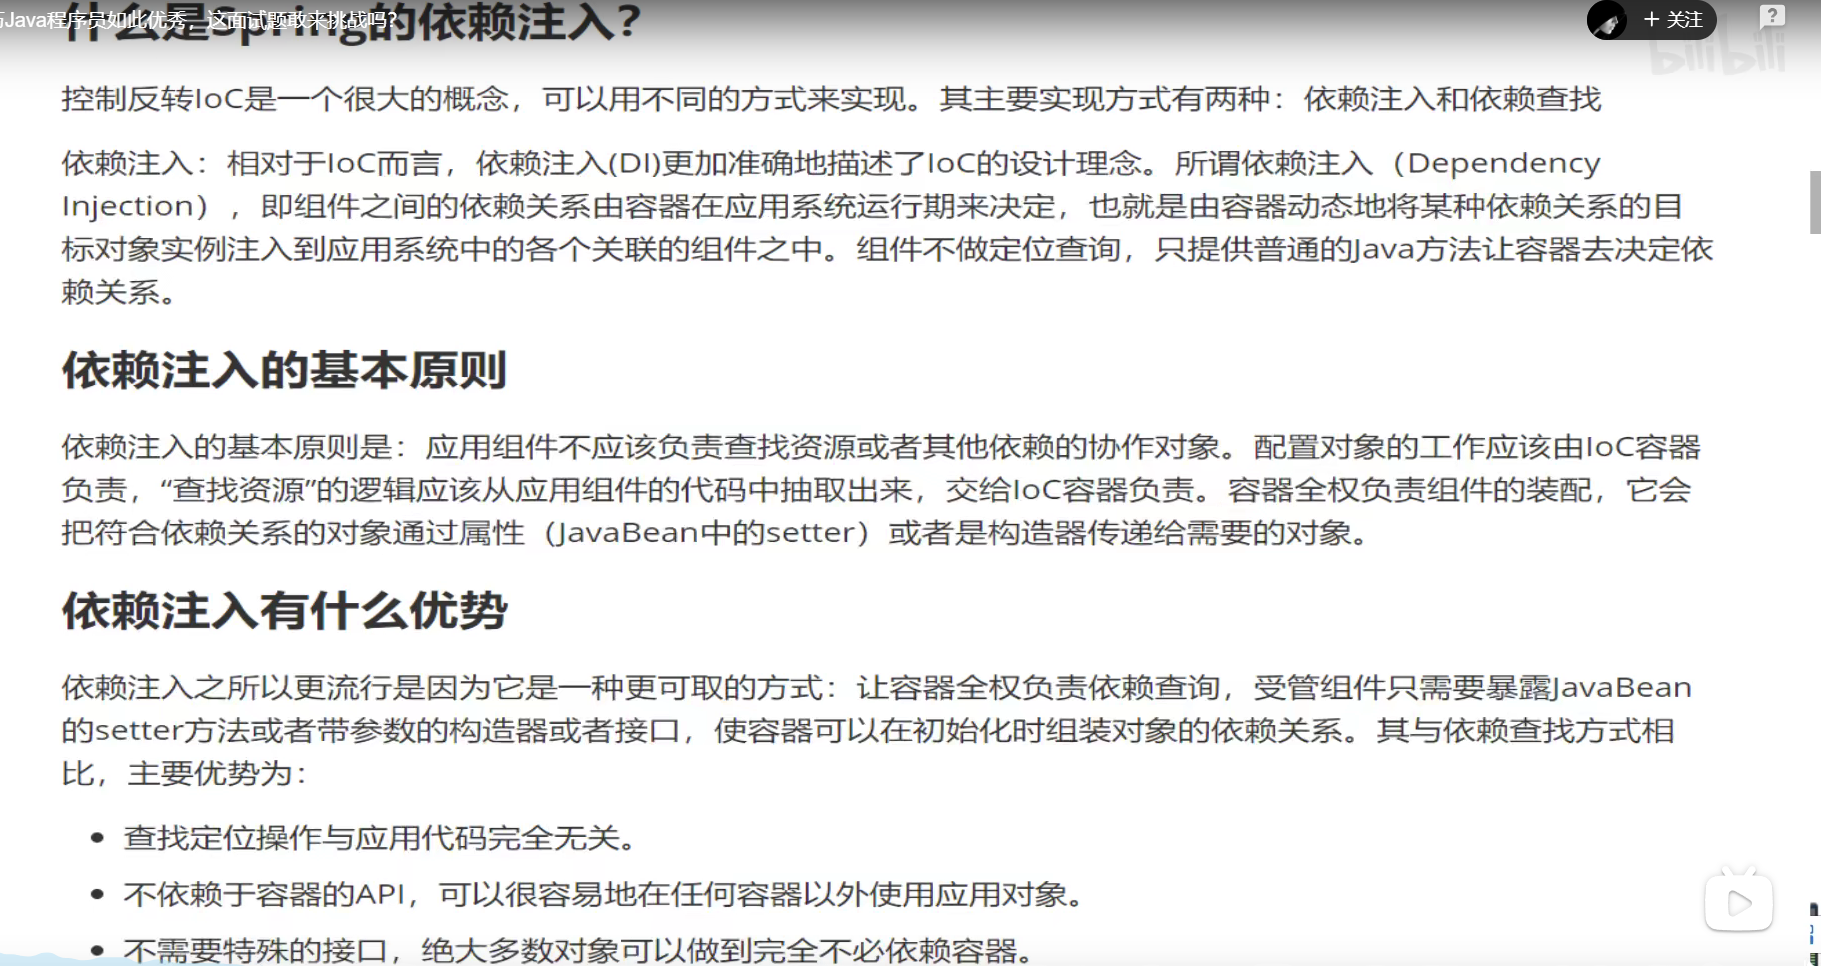 Java程序员如此优秀，这面试题敢来挑战吗?
+ 关注
?
bilibili
什么是Spring的依赖注入？
控制反转IoC是一个很大的概念，可以用不同的方式来实现。其主要实现方式有两种：依赖注入和依赖查找
依赖注入：相对于IoC而言，依赖注入(DI)更加准确地描述了IoC的设计理念。所谓依赖注入（Dependency
Injection），即组件之间的依赖关系由容器在应用系统运行期来决定，也就是由容器动态地将某种依赖关系的目
标对象实例注入到应用系统中的各个关联的组件之中。组件不做定位查询，只提供普通的Java方法让容器去决定依
赖关系。
依赖注入的基本原则
依赖注入的基本原则是：应用组件不应该负责查找资源或者其他依赖的协作对象。配置对象的工作应该由IoC容器
负责，“查找资源”的逻辑应该从应用组件的代码中抽取出来，交给IoC容器负责。容器全权负责组件的装配，它会
把符合依赖关系的对象通过属性（JavaBean中的setter）或者是构造器传递给需要的对象。
依赖注入有什么优势
依赖注入之所以更流行是因为它是一种更可取的方式：让容器全权负责依赖查询，受管组件只需要暴露JavaBean
的setter方法或者带参数的构造器或者接口，使容器可以在初始化时组装对象的依赖关系。其与依赖查找方式相
比，主要优势为：
• 查找定位操作与应用代码完全无关。
• 不依赖于容器的API，可以很容易地在任何容器以外使用应用对象。
• 不需要特殊的接口，绝大多数对象可以做到完全不必依赖容器。